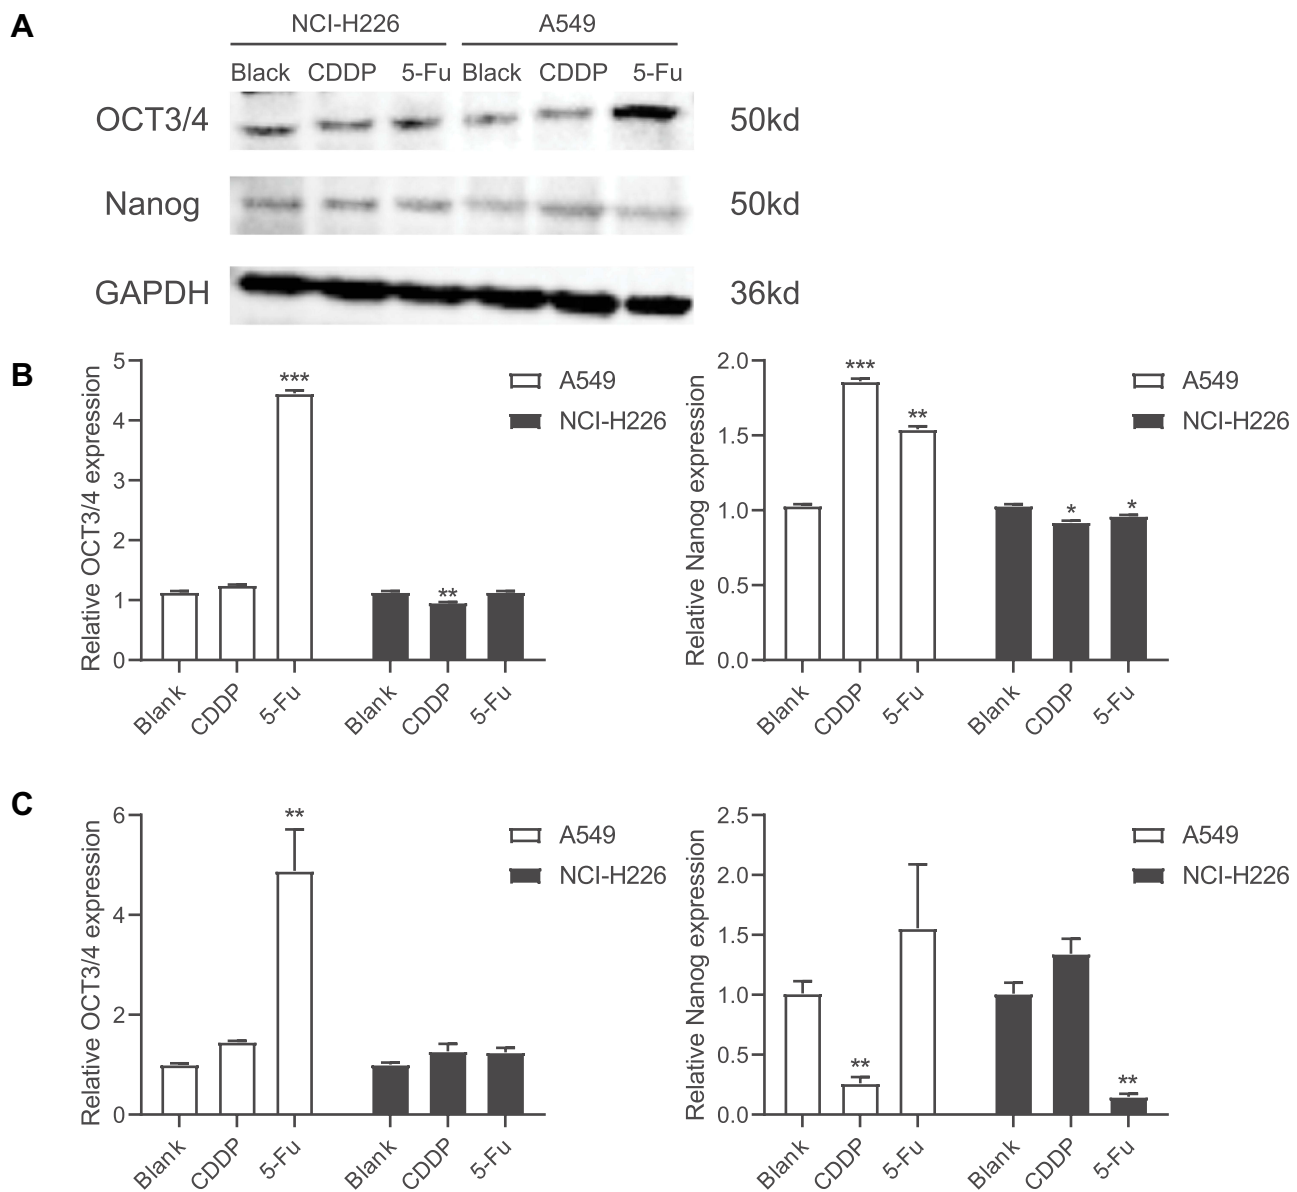 A
NCI-H226 A549
Black CDDP 5-Fu Black CDDP 5-Fu
OCT3/4 50kd
Nanog 50kd
GAPDH 36kd
B
Relative OCT3/4 expression
5
4
3
2
1
0
***
**
A549
NCI-H226
Blank CDDP 5-Fu Blank CDDP 5-Fu
Relative Nanog expression
2.0
1.5
1.0
0.5
0.0
***
**
*
*
A549
NCI-H226
Blank CDDP 5-Fu Blank CDDP 5-Fu
C
Relative OCT3/4 expression
6
4
2
0
**
A549
NCI-H226
Blank CDDP 5-Fu Blank CDDP 5-Fu
Relative Nanog expression
2.5
2.0
1.5
1.0
0.5
0.0
**
**
A549
NCI-H226
Blank CDDP 5-Fu Blank CDDP 5-Fu